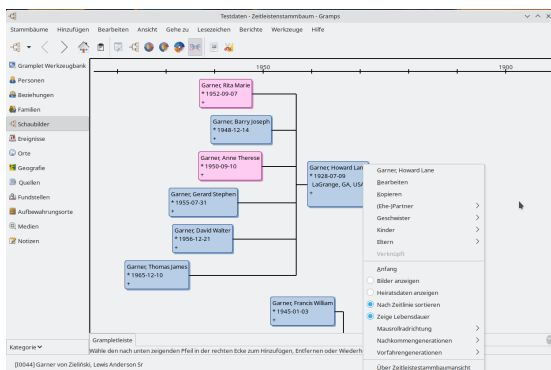 Testdaten - Zeitleistenstammbaum - Gramps
Stammbäume Hinzufügen Bearbeiten Ansicht Gehe zu Lesezeichen Berichte Werkzeuge Hilfe
Gramplet Werkzeugbank
Personen
Beziehungen
Familien
Schaubilder
Ereignisse
Orte
Geografie
Quellen
Fundstellen
Aufbewahrungsorte
Medien
Notizen
Kategorie
1950
1900
Garner, Rita Marie
* 1952-09-07
+
Garner, Barry Joseph
* 1948-12-14
+
Garner, Anne Therese
* 1950-09-10
+
Garner, Gerard Stephen
* 1955-07-31
+
Garner, David Walter
* 1956-12-21
+
Garner, Thomas James
* 1965-12-10
+
Garner, Howard Lane
* 1928-07-09
LaGrange, GA, USA
+
Garner, Francis William
* 1945-01-03
+
Garner, Howard Lane
Bearbeiten
Kopieren
(Ehe-)Partner
Geschwister
Kinder
Eltern
Verknüpft
Anfang
Bilder anzeigen
Heiratsdaten anzeigen
Nach Zeitlinie sortieren
Zeige Lebensdauer
Mausrollradrichtung
Nachkommengenerationen
Vorfahrengenerationen
Über Zeitleistestammbaumansicht
Grampletleiste
Wähle den nach unten zeigenden Pfeil in der rechten Ecke zum Hinzufügen, Entfernen oder Wiederh
[I0044] Garner von Zieliński, Lewis Anderson Sr